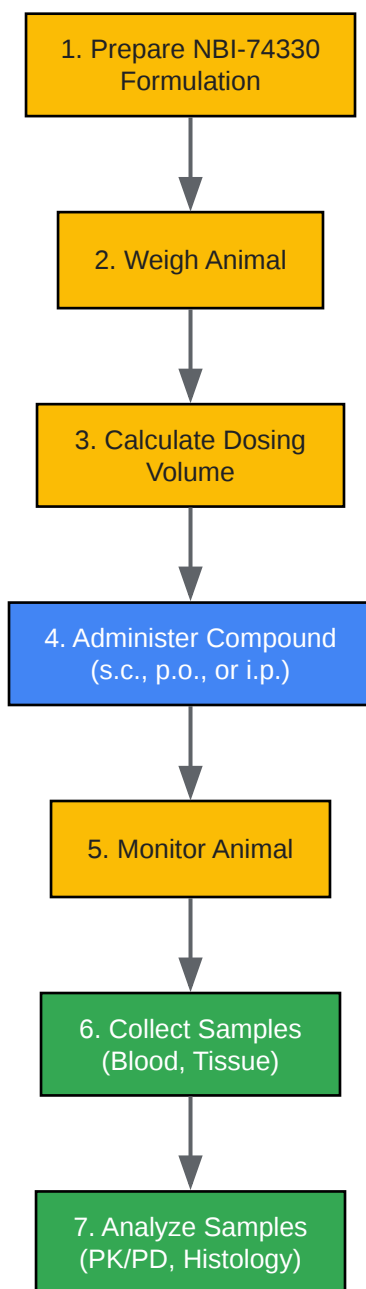 1. Prepare NBI-74330
Formulation
2. Weigh Animal
3. Calculate Dosing
Volume
4. Administer Compound
(s.c., p.o., or i.p.)
5. Monitor Animal
6. Collect Samples
(Blood, Tissue)
7. Analyze Samples
(PK/PD, Histology)